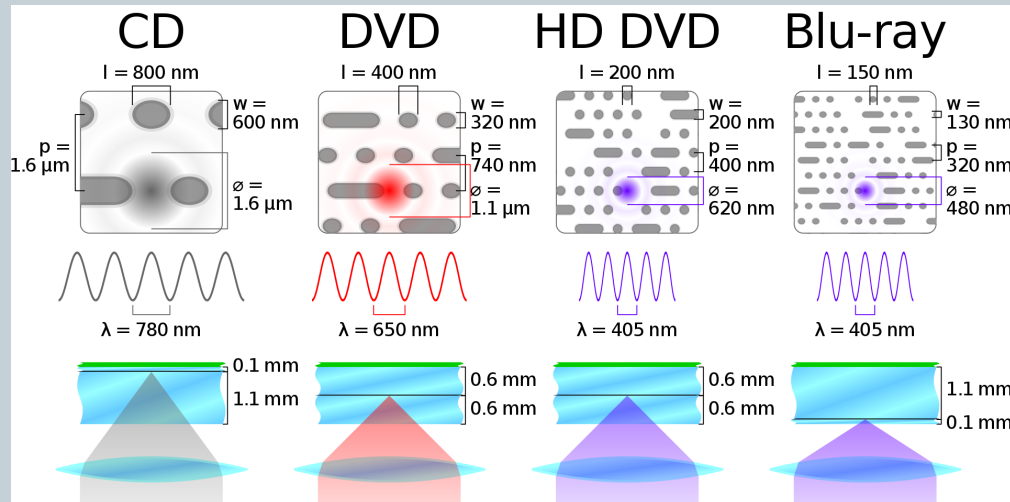 CD
l = 800 nm
w =
600 nm
p =
1.6 µm
⌀ =
1.6 µm
λ = 780 nm
0.1 mm
1.1 mm
DVD
l = 400 nm
w =
320 nm
p =
740 nm
⌀ =
1.1 µm
λ = 650 nm
0.6 mm
0.6 mm
HD DVD
l = 200 nm
w =
200 nm
p =
400 nm
⌀ =
620 nm
λ = 405 nm
0.6 mm
0.6 mm
Blu-ray
l = 150 nm
w =
130 nm
p =
320 nm
⌀ =
480 nm
λ = 405 nm
1.1 mm
0.1 mm